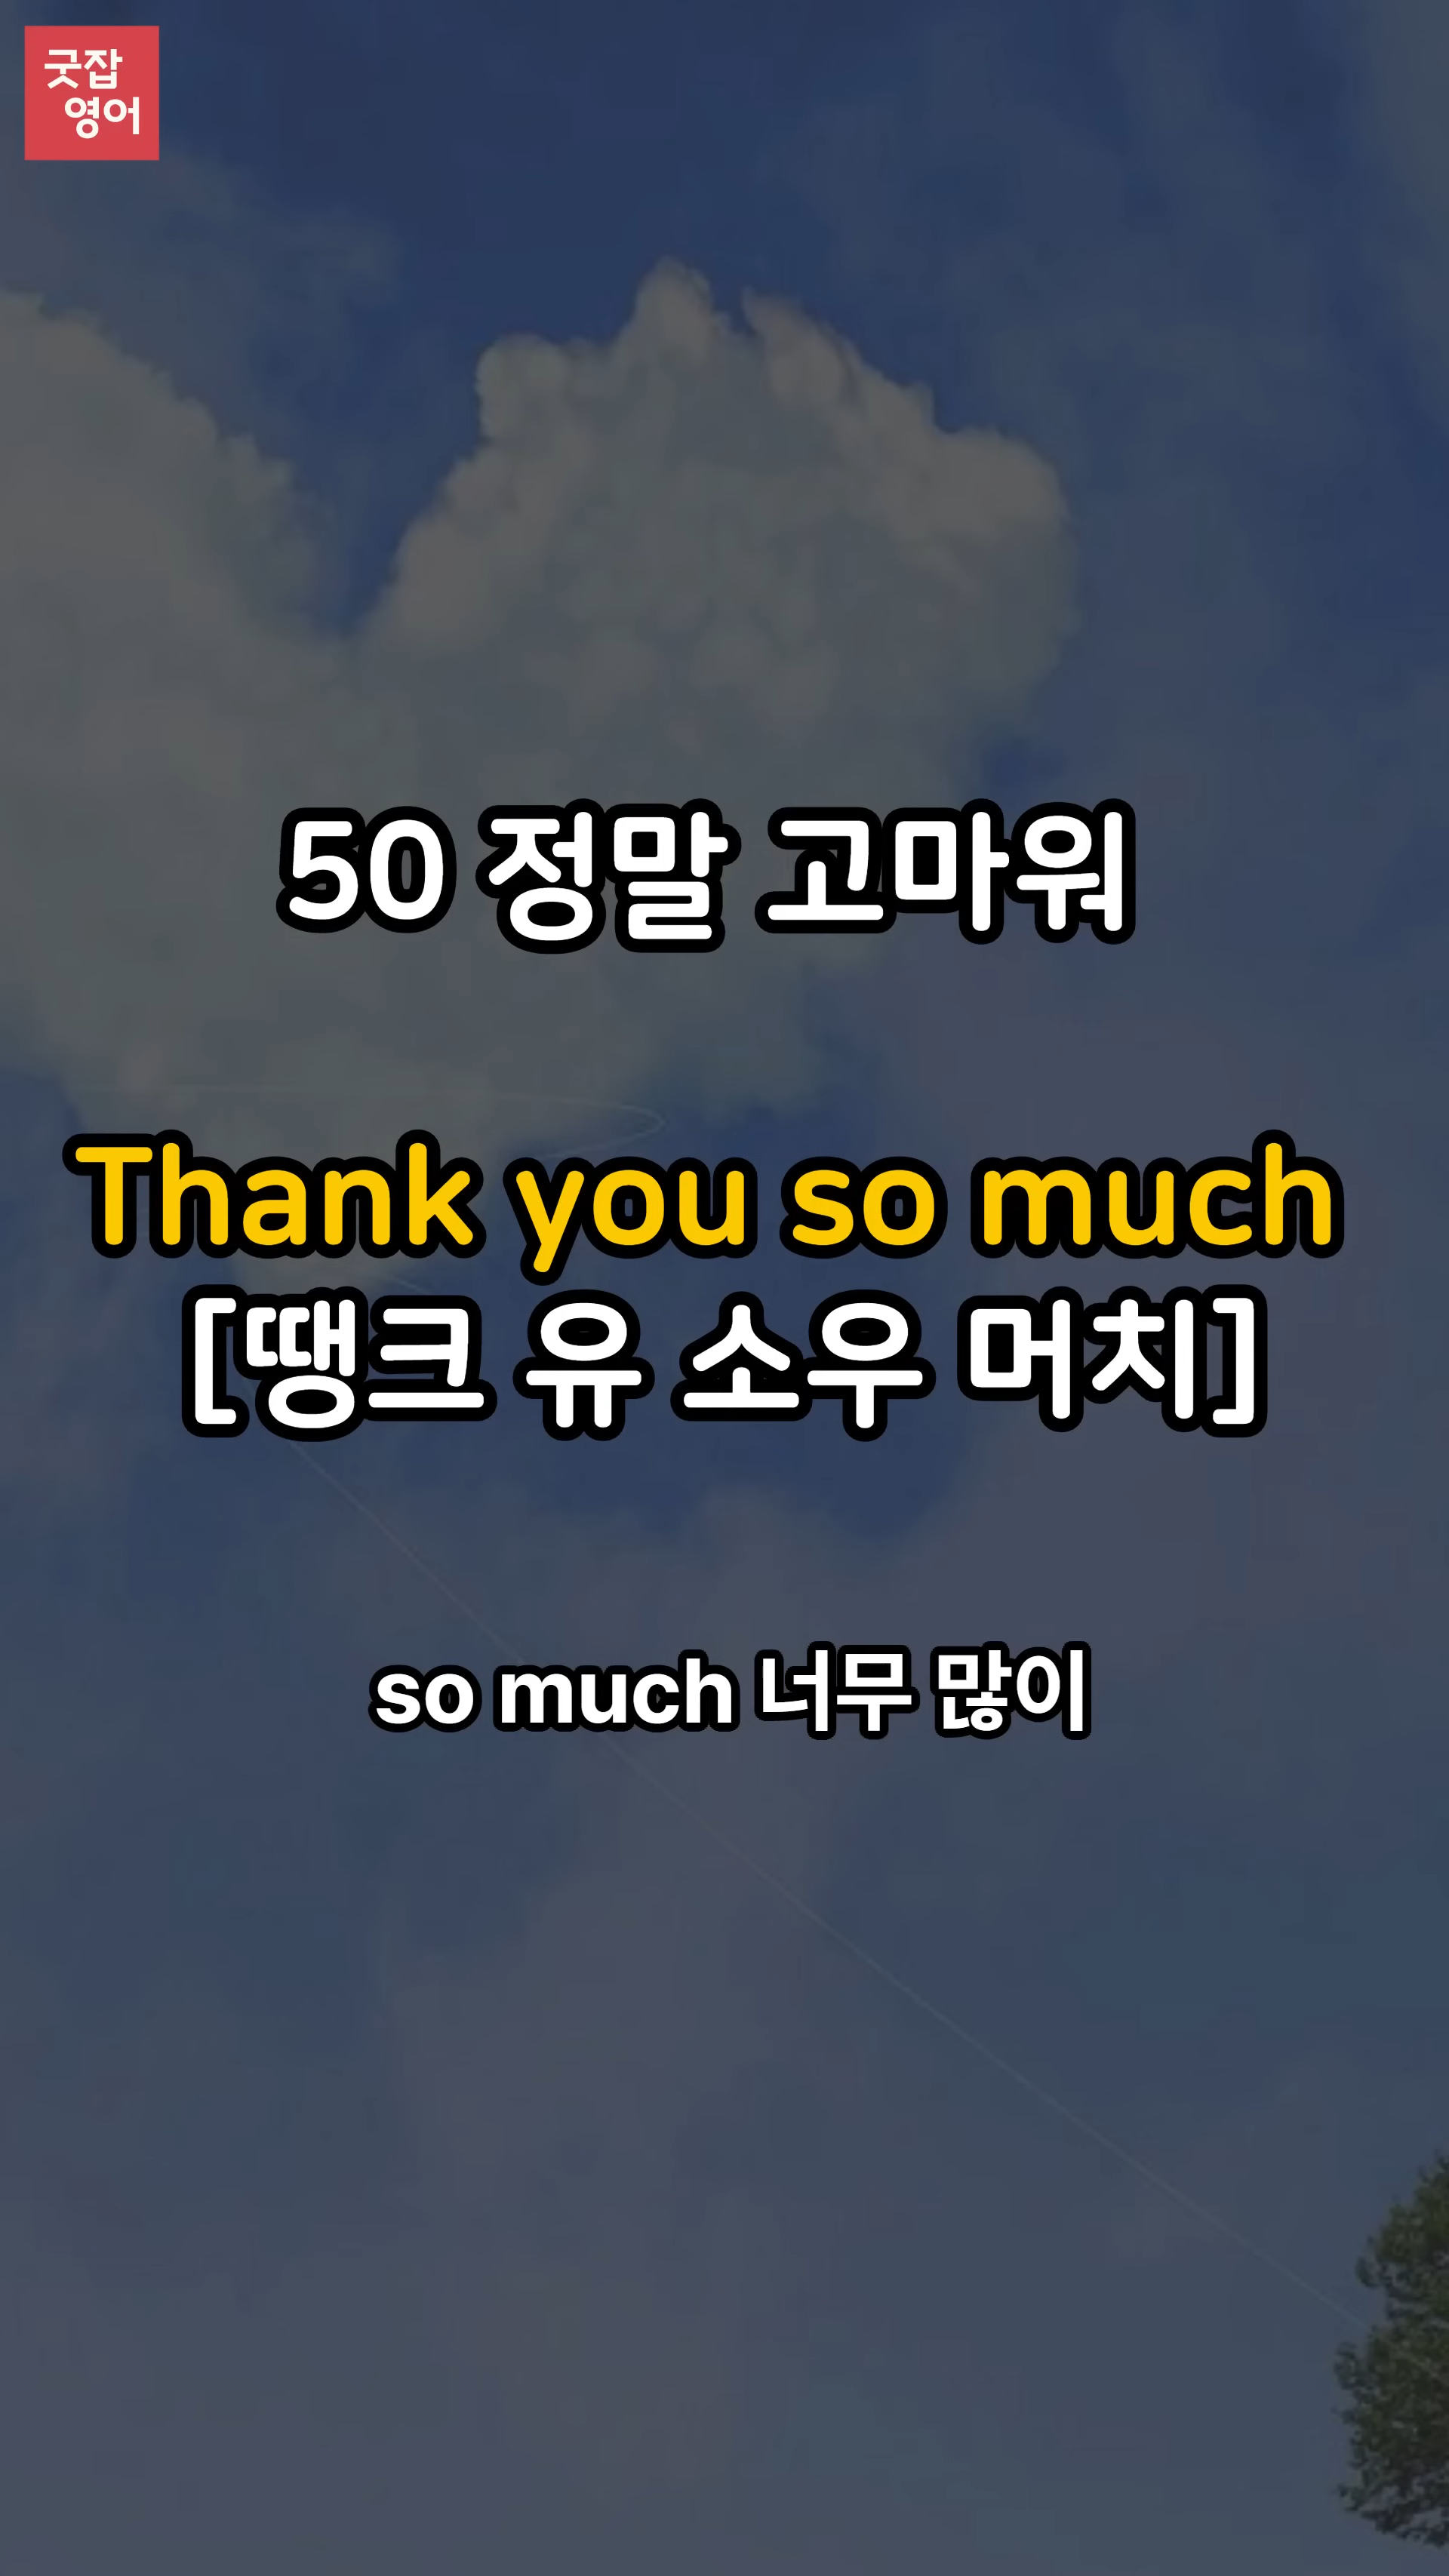 굿잡
영어
50 정말 고마워
Thank you so much
[땡크 유 소우 머치]
so much 너무 많이